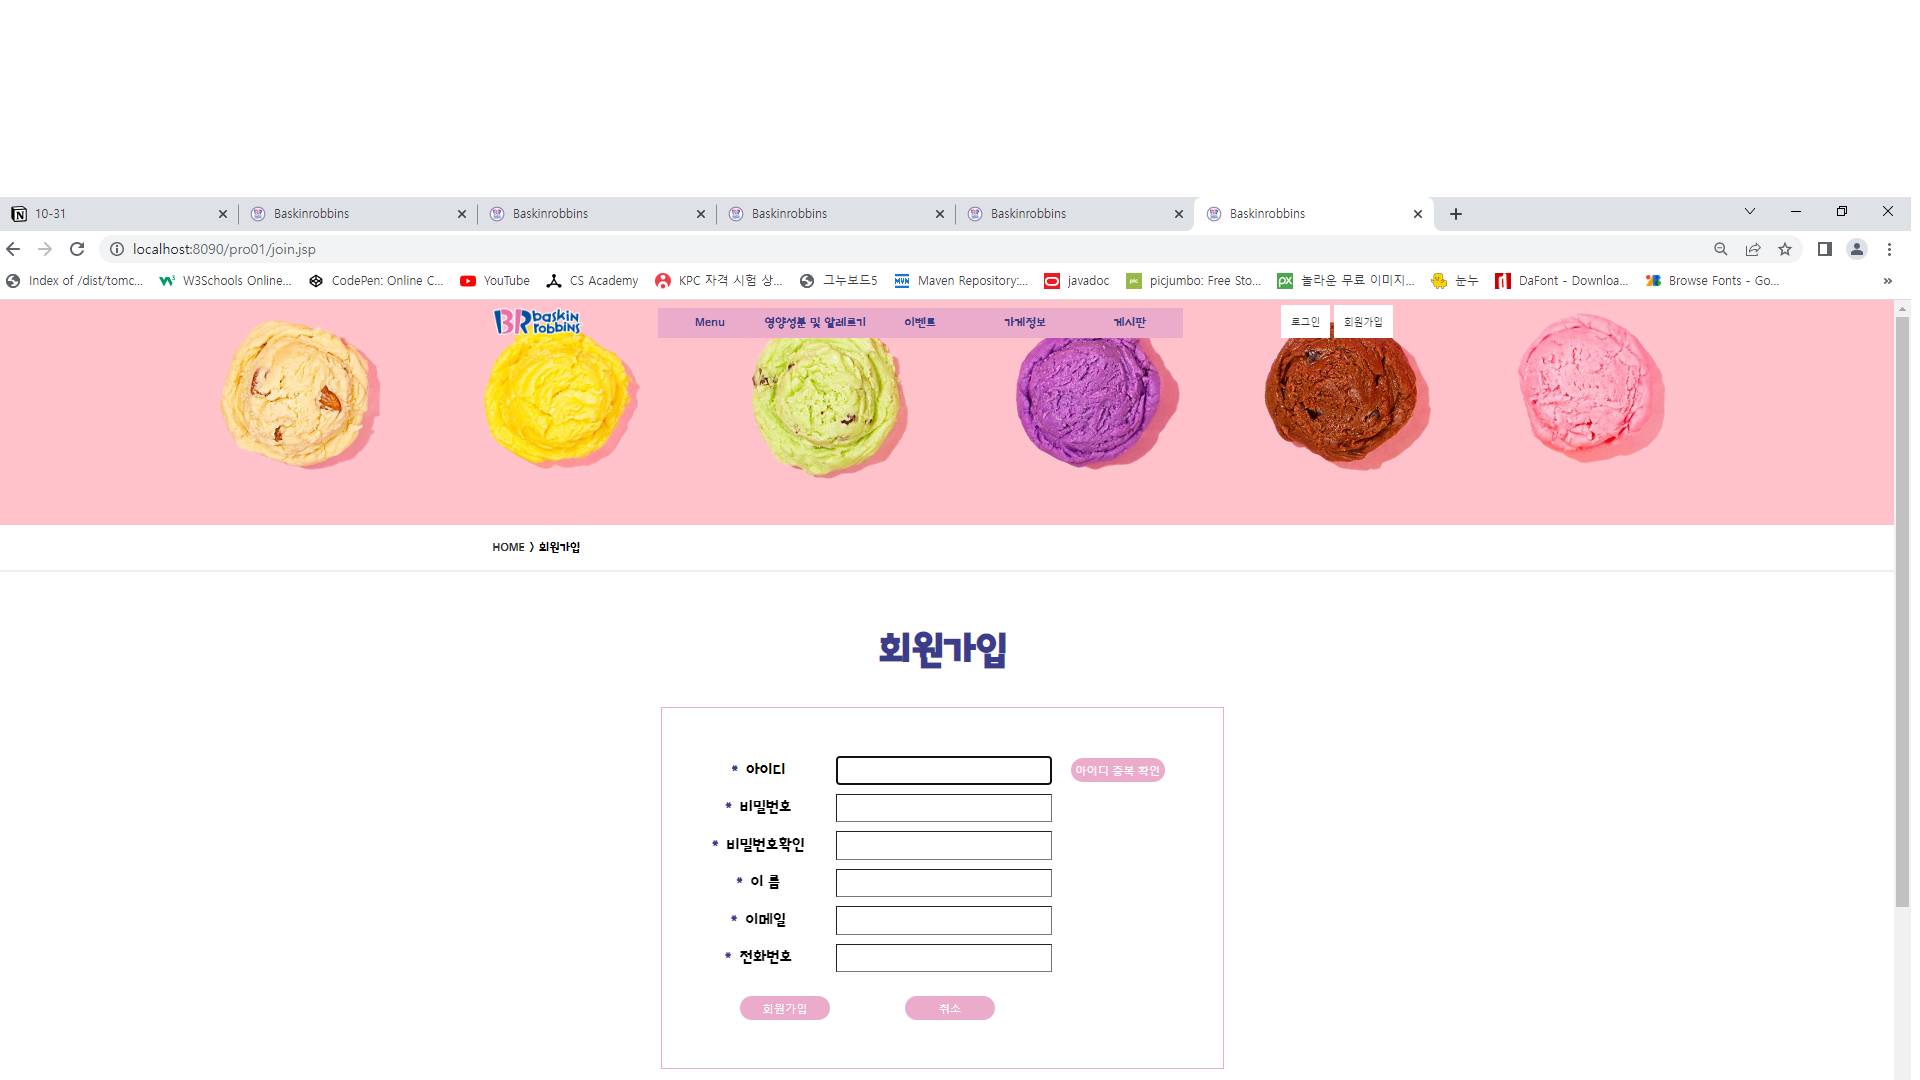 10-31 Baskinrobbins Baskinrobbins Baskinrobbins Baskinrobbins Baskinrobbins
localhost:8090/pro01/join.jsp
Index of /dist/tomc... W3Schools Online... CodePen: Online C... YouTube CS Academy KPC 자격 시험 상... 그누보드5 Maven Repository:... javadoc picjumbo: Free Sto... 놀라운 무료 이미지... 눈누 DaFont - Downloa... Browse Fonts - Go...
BR baskin robbins Menu 영양성분 및 알레르기 이벤트 가게정보 게시판 로그인 회원가입
HOME > 회원가입
회원가입
* 아이디 아이디 중복 확인
* 비밀번호
* 비밀번호확인
* 이 름
* 이메일
* 전화번호
회원가입 취소